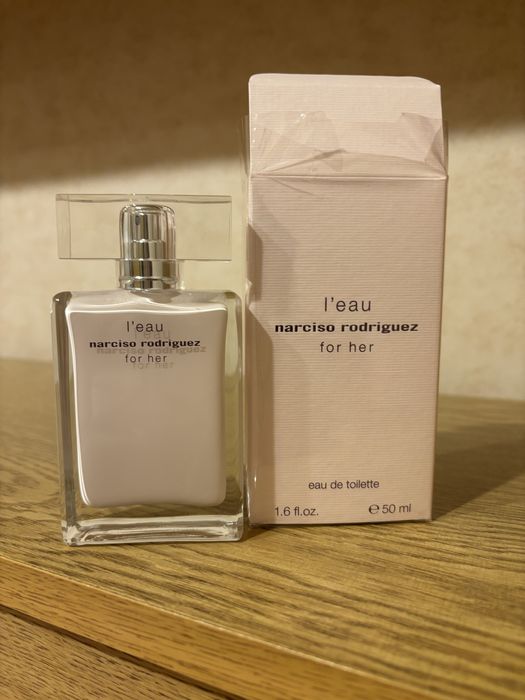 l'eau
narciso rodriguez
for her
l'eau
narciso rodriguez
for her
eau de toilette
1.6 fl.oz. ℮ 50 ml